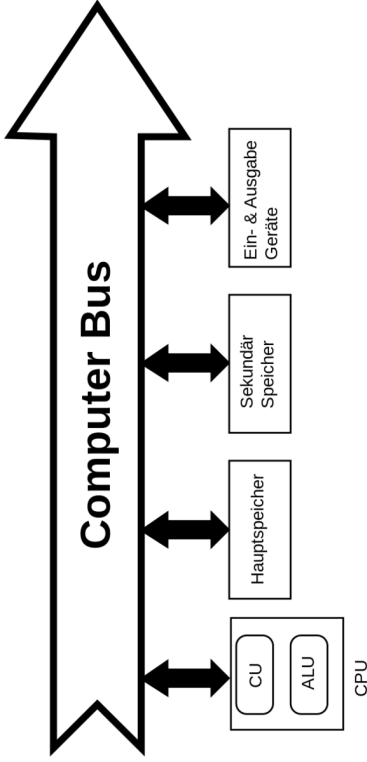 Computer Bus
CU
ALU
CPU
Hauptspeicher
Sekundär
Speicher
Ein- & Ausgabe
Geräte